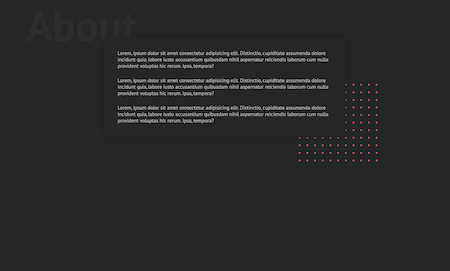 About
Lorem, ipsum dolor sit amet consectetur adipisicing elit. Distinctio, cupiditate assumenda dolore
incidunt quia, labore iusto accusamus quibusdam nihil aspernatur reiciendis laborum cum nulla
provident voluptas hic rerum. Ipsa, tempora?
Lorem, ipsum dolor sit amet consectetur adipisicing elit. Distinctio, cupiditate assumenda dolore
incidunt quia, labore iusto accusamus quibusdam nihil aspernatur reiciendis laborum cum nulla
provident voluptas hic rerum. Ipsa, tempora?
Lorem, ipsum dolor sit amet consectetur adipisicing elit. Distinctio, cupiditate assumenda dolore
incidunt quia, labore iusto accusamus quibusdam nihil aspernatur reiciendis laborum cum nulla
provident voluptas hic rerum. Ipsa, tempora?